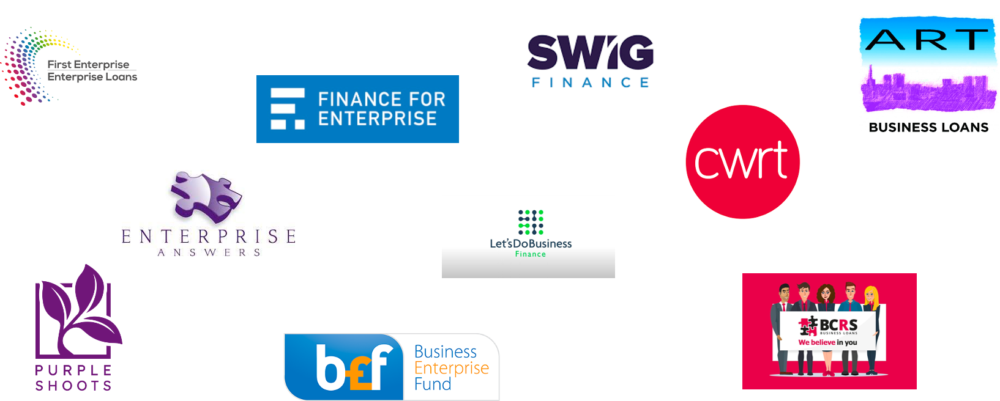 First Enterprise
Enterprise Loans
FINANCE FOR
ENTERPRISE
SWIG
FINANCE
ART
BUSINESS LOANS
cwrt
ENTERPRISE
ANSWERS
Let'sDoBusiness
Finance
PURPLE
SHOOTS
b£f
Business
Enterprise
Fund
BCRS
BUSINESS LOANS
We believe in you